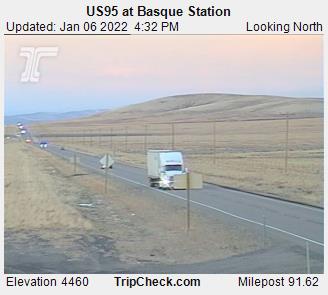 US95 at Basque Station
Updated: Jan 06 2022 4:32 PM Looking North
Elevation 4460 TripCheck.com Milepost 91.62